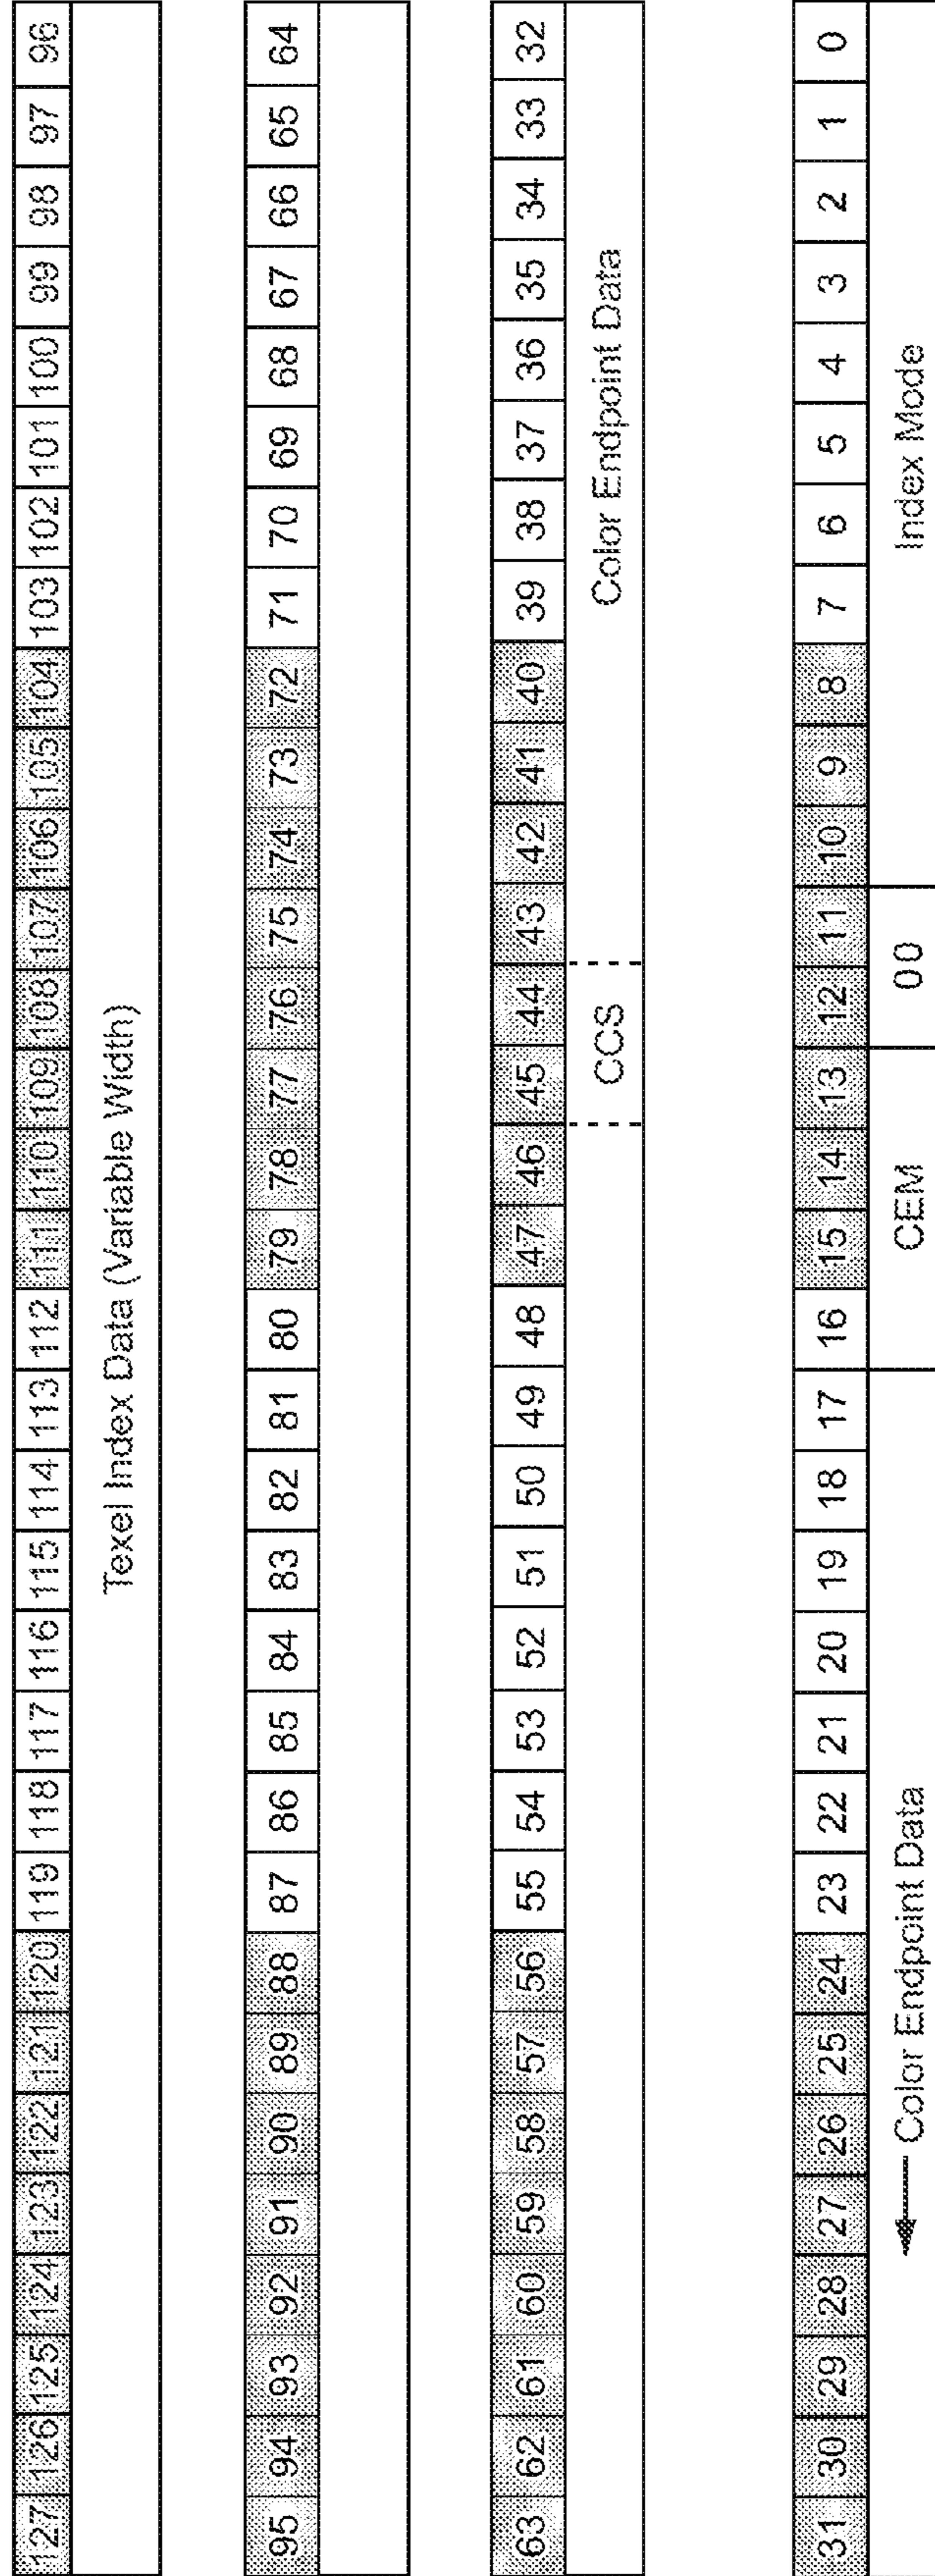 127 126 125 124 123 122 121 120 119 118 117 116 115 114 113 112 111 110 109 108 107 106 105 104 103 102 101 100 99 98 97 96
Texel Index Data (Variable Width)
95 94 93 92 91 90 89 88 87 86 85 84 83 82 81 80 79 78 77 76 75 74 73 72 71 70 69 68 67 66 65 64
63 62 61 60 59 58 57 56 55 54 53 52 51 50 49 48 47 46 45 44 43 42 41 40 39 38 37 36 35 34 33 32
CCS Color Endpoint Data
31 30 29 28 27 26 25 24 23 22 21 20 19 18 17 16 15 14 13 12 11 10 9 8 7 6 5 4 3 2 1 0
Color Endpoint Data CEM 0 0 Index Mode